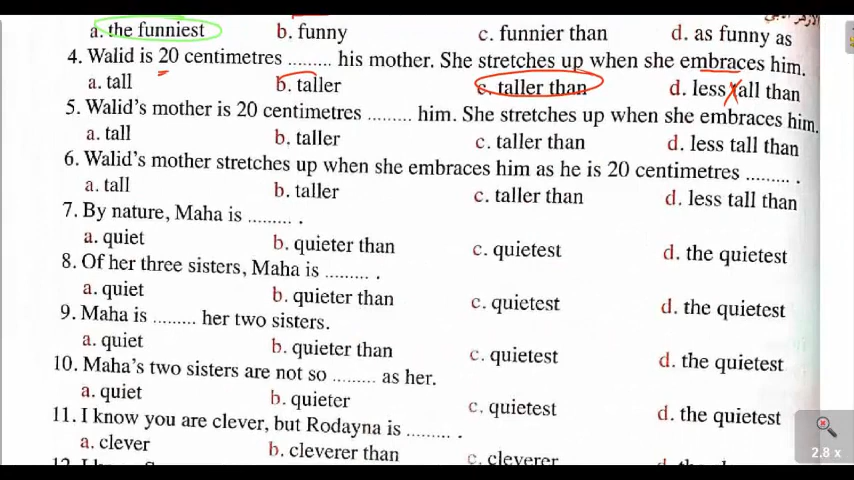 الأزهر
a. the funniest b. funny c. funnier than d. as funny as
4. Walid is 20 centimetres ......... his mother. She stretches up when she embraces him.
a. tall b. taller c. taller than d. less tall than
5. Walid's mother is 20 centimetres ......... him. She stretches up when she embraces him.
a. tall b. taller c. taller than d. less tall than
6. Walid's mother stretches up when she embraces him as he is 20 centimetres ......... .
a. tall b. taller c. taller than d. less tall than
7. By nature, Maha is ......... .
a. quiet b. quieter than c. quietest d. the quietest
8. Of her three sisters, Maha is ......... .
a. quiet b. quieter than c. quietest d. the quietest
9. Maha is ......... her two sisters.
a. quiet b. quieter than c. quietest d. the quietest
10. Maha's two sisters are not so ......... as her.
a. quiet b. quieter c. quietest d. the quietest
11. I know you are clever, but Rodayna is ......... .
a. clever b. cleverer than c. cleverer
2.8 x